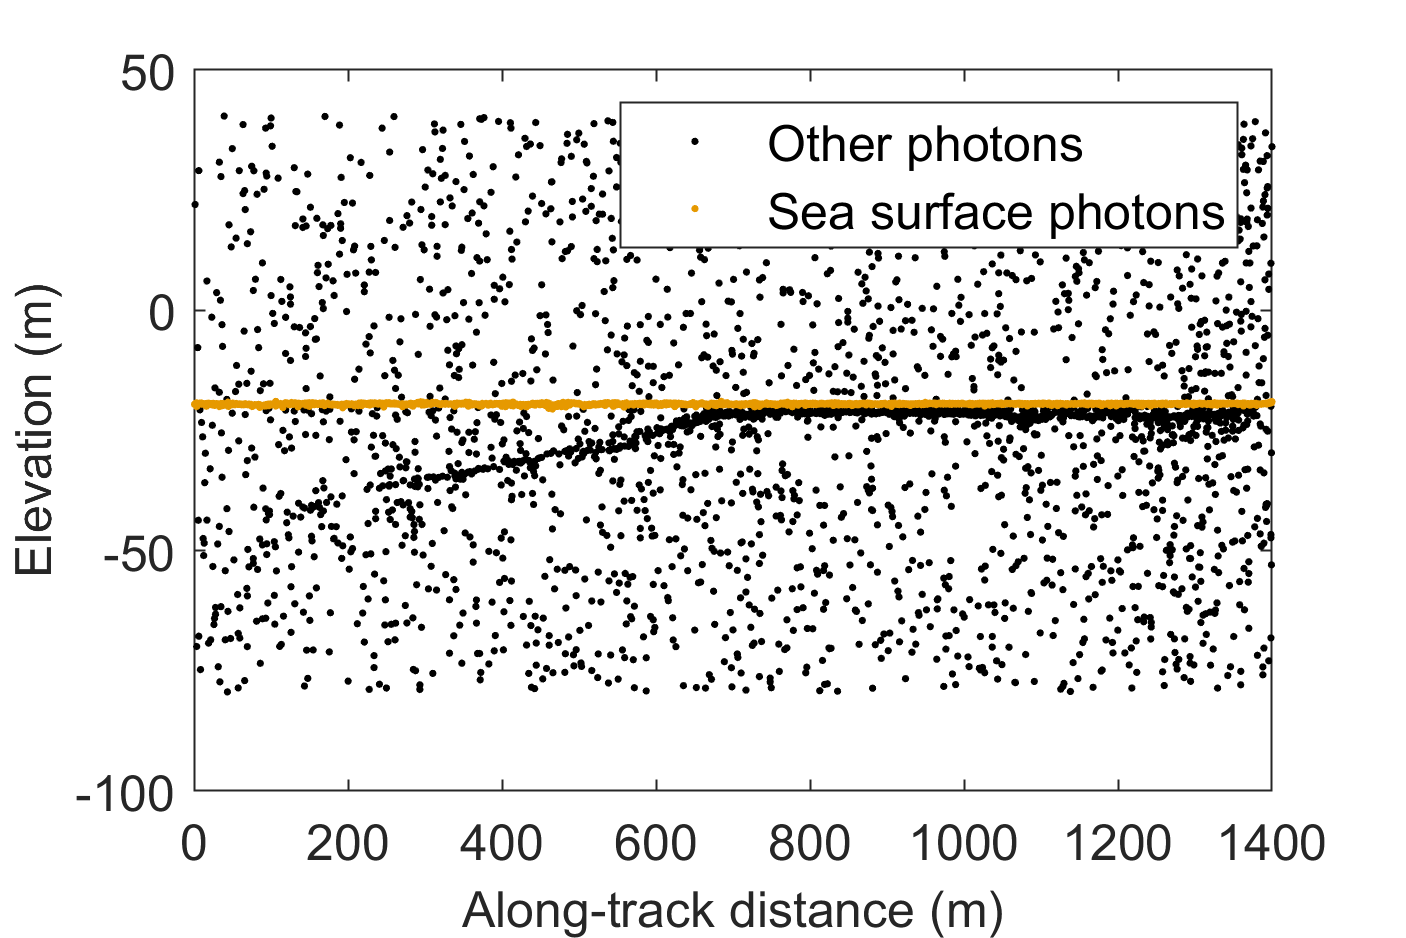 50
0
-50
-100
Elevation (m)
Other photons
Sea surface photons
0 200 400 600 800 1000 1200 1400
Along-track distance (m)